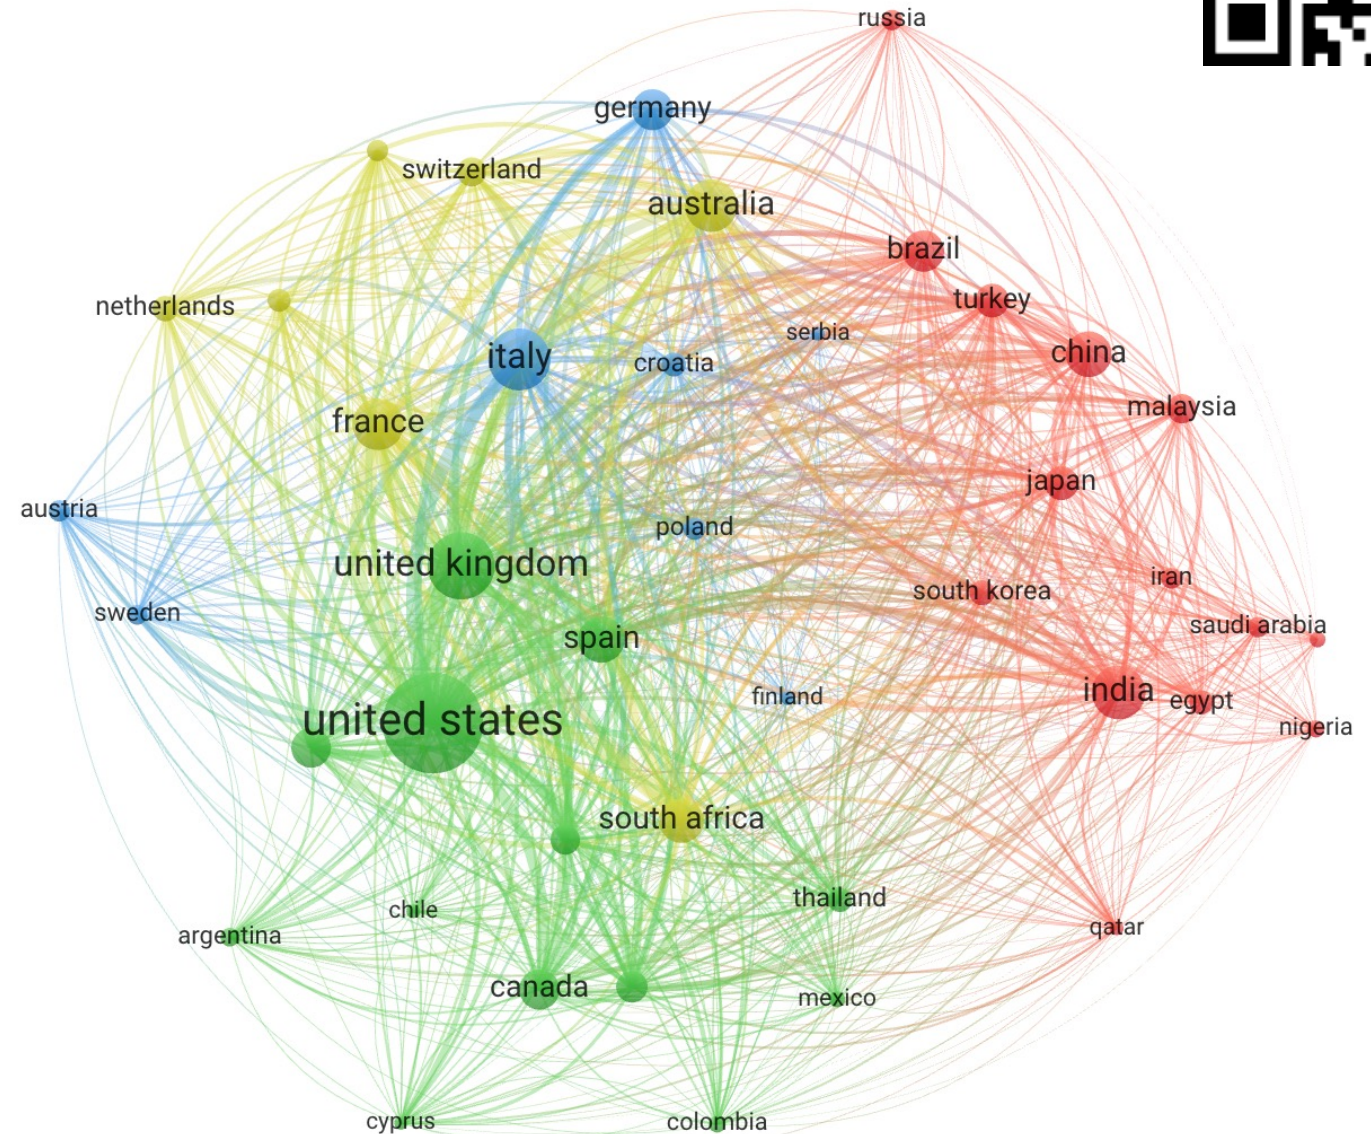 russia
germany
switzerland
australia
brazil
turkey
netherlands
serbia
italy
croatia
china
malaysia
france
japan
austria
poland
united kingdom
iran
south korea
sweden
saudi arabia
spain
india
finland
egypt
united states
nigeria
south africa
thailand
chile
qatar
argentina
canada
mexico
cyprus
colombia